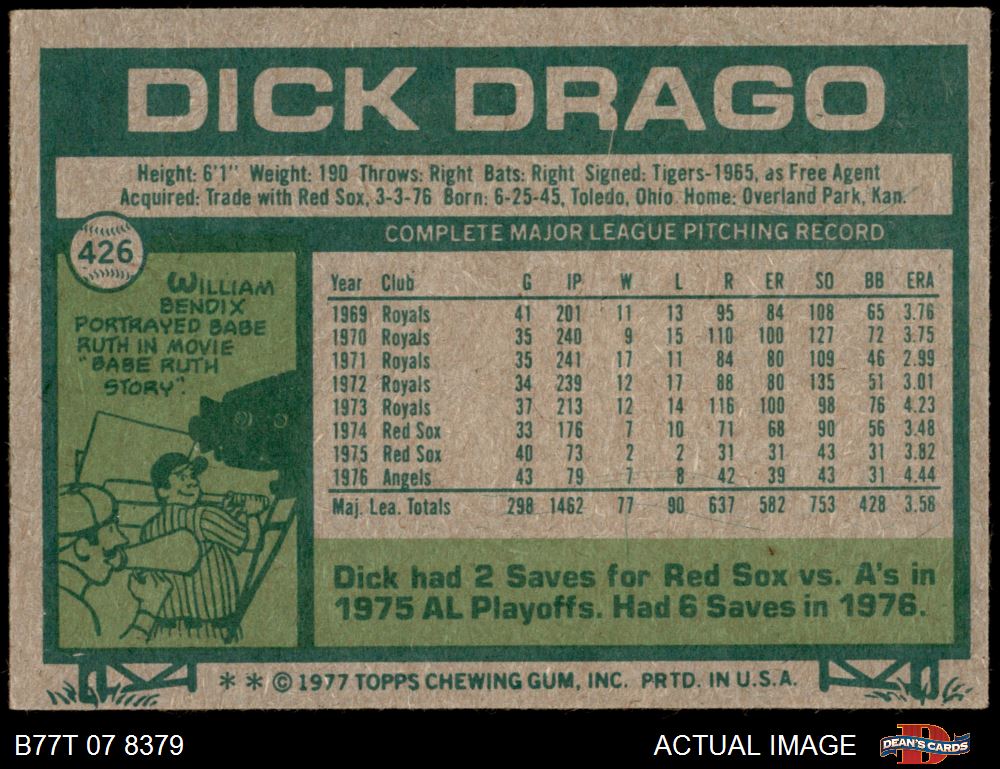 DICK DRAGO
Height: 6'1" Weight: 190 Throws: Right Bats: Right Signed: Tigers-1965, as Free Agent
Acquired: Trade with Red Sox, 3-3-76 Born: 6-25-45, Toledo, Ohio Home: Overland Park, Kan.
426
COMPLETE MAJOR LEAGUE PITCHING RECORD
WILLIAM
BENDIX
PORTRAYED BABE
RUTH IN MOVIE
"BABE RUTH
STORY".
Year Club G IP W L R ER SO BB ERA
1969 Royals 41 201 11 13 95 84 108 65 3.76
1970 Royals 35 240 9 15 110 100 127 72 3.75
1971 Royals 35 241 17 11 84 80 109 46 2.99
1972 Royals 34 239 12 17 88 80 135 51 3.01
1973 Royals 37 213 12 14 116 100 98 76 4.23
1974 Red Sox 33 176 7 10 71 68 90 56 3.48
1975 Red Sox 40 73 2 2 31 31 43 31 3.82
1976 Angels 43 79 7 8 42 39 43 31 4.44
Maj. Lea. Totals 298 1462 77 90 637 582 753 428 3.58
Dick had 2 Saves for Red Sox vs. A's in
1975 AL Playoffs. Had 6 Saves in 1976.
* * © 1977 TOPPS CHEWING GUM, INC. PRTD. IN U.S.A.
B77T 07 8379
ACTUAL IMAGE
DEAN'S CARDS